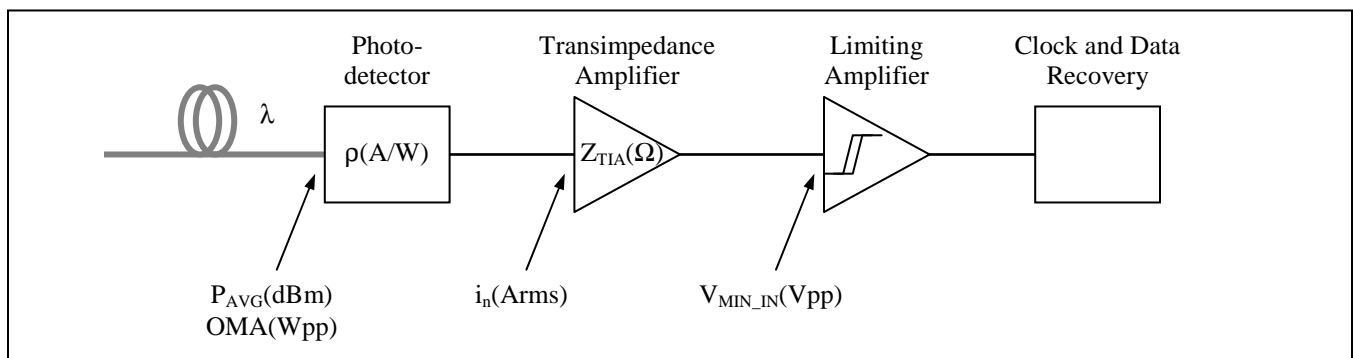 Photo-
detector
Transimpedance
Amplifier
Limiting
Amplifier
Clock and Data
Recovery
λ
ρ(A/W)
Z_TIA(Ω)
P_AVG(dBm)
OMA(Wpp)
i_n(Arms)
V_MIN_IN(Vpp)